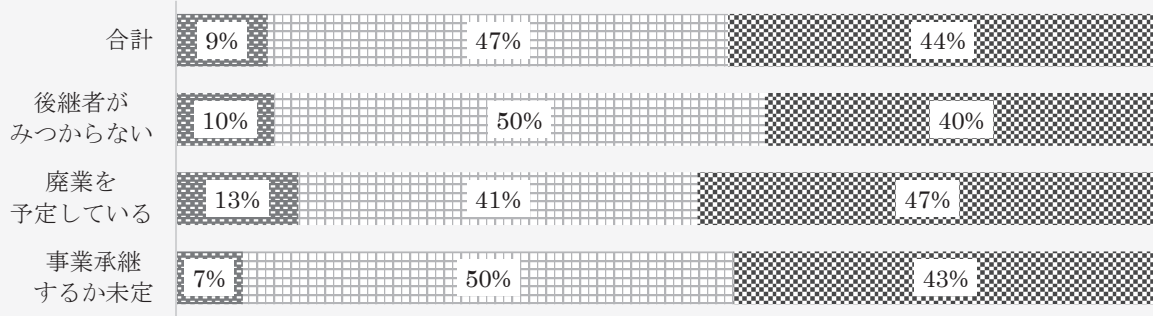 合計 9% 47% 44%
後継者が
みつからない 10% 50% 40%
廃業を
予定している 13% 41% 47%
事業承継
するか未定 7% 50% 43%